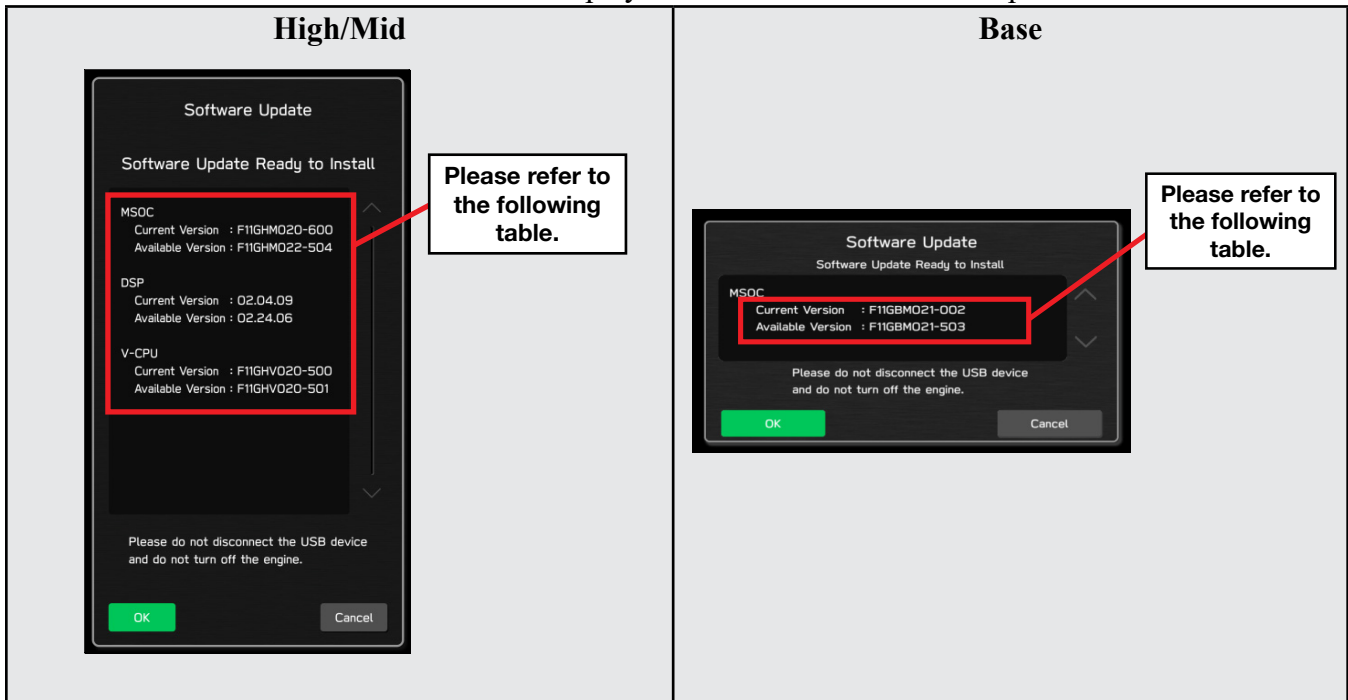 High/Mid
Software Update
Software Update Ready to Install
MSOC
Current Version : F11GHM020-600
Available Version : F11GHM022-504
DSP
Current Version : 02.04.09
Available Version : 02.24.06
V-CPU
Current Version : F11GHV020-500
Available Version : F11GHV020-501
Please do not disconnect the USB device
and do not turn off the engine.
OK
Cancel
Please refer to
the following
table.
Base
Software Update
Software Update Ready to Install
MSOC
Current Version : F11GBM021-002
Available Version : F11GBM021-503
Please do not disconnect the USB device
and do not turn off the engine.
OK
Cancel
Please refer to
the following
table.